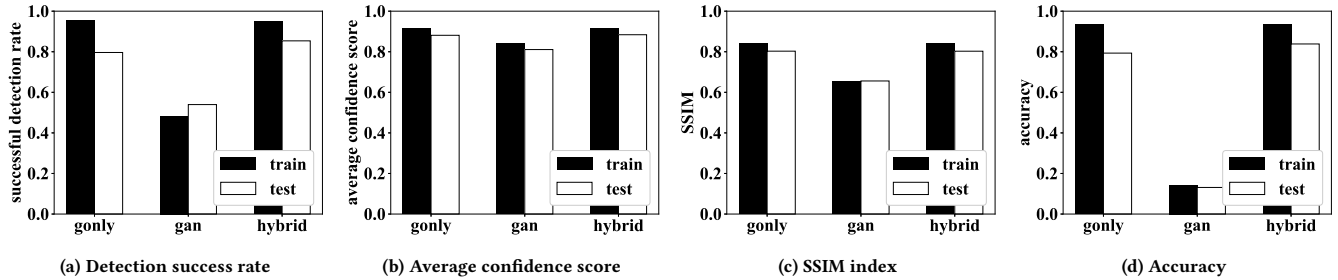 successful detection rate
1.0
0.8
0.6
0.4
0.2
0.0
gonly gan hybrid
train
test
(a) Detection success rate
average confidence score
1.0
0.8
0.6
0.4
0.2
0.0
gonly gan hybrid
train
test
(b) Average confidence score
SSIM
1.0
0.8
0.6
0.4
0.2
0.0
gonly gan hybrid
train
test
(c) SSIM index
accuracy
1.0
0.8
0.6
0.4
0.2
0.0
gonly gan hybrid
train
test
(d) Accuracy